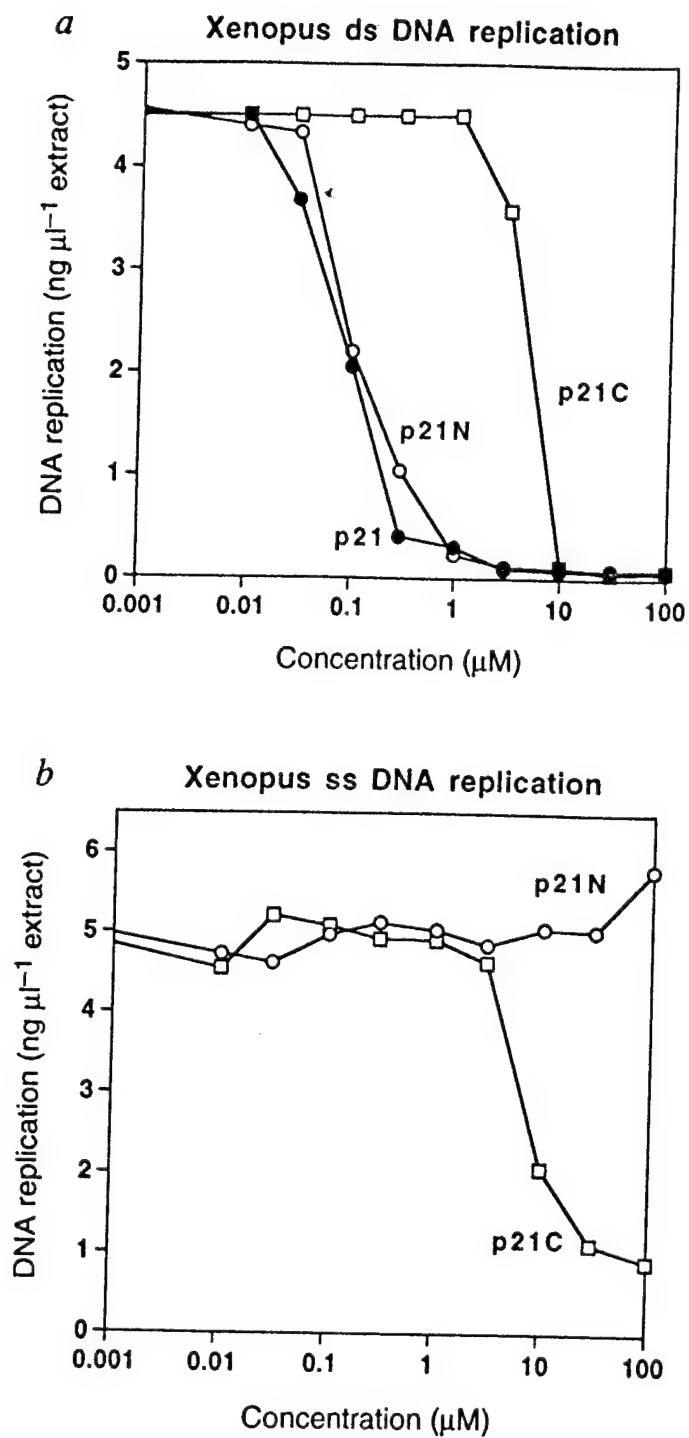 a
Xenopus ds DNA replication
5
4
3
2
1
0
DNA replication (ng µl⁻¹ extract)
p21C
p21N
p21
0.001 0.01 0.1 1 10 100
Concentration (µM)
b
Xenopus ss DNA replication
6
5
4
3
2
1
0
DNA replication (ng µl⁻¹ extract)
p21N
p21C
0.001 0.01 0.1 1 10 100
Concentration (µM)